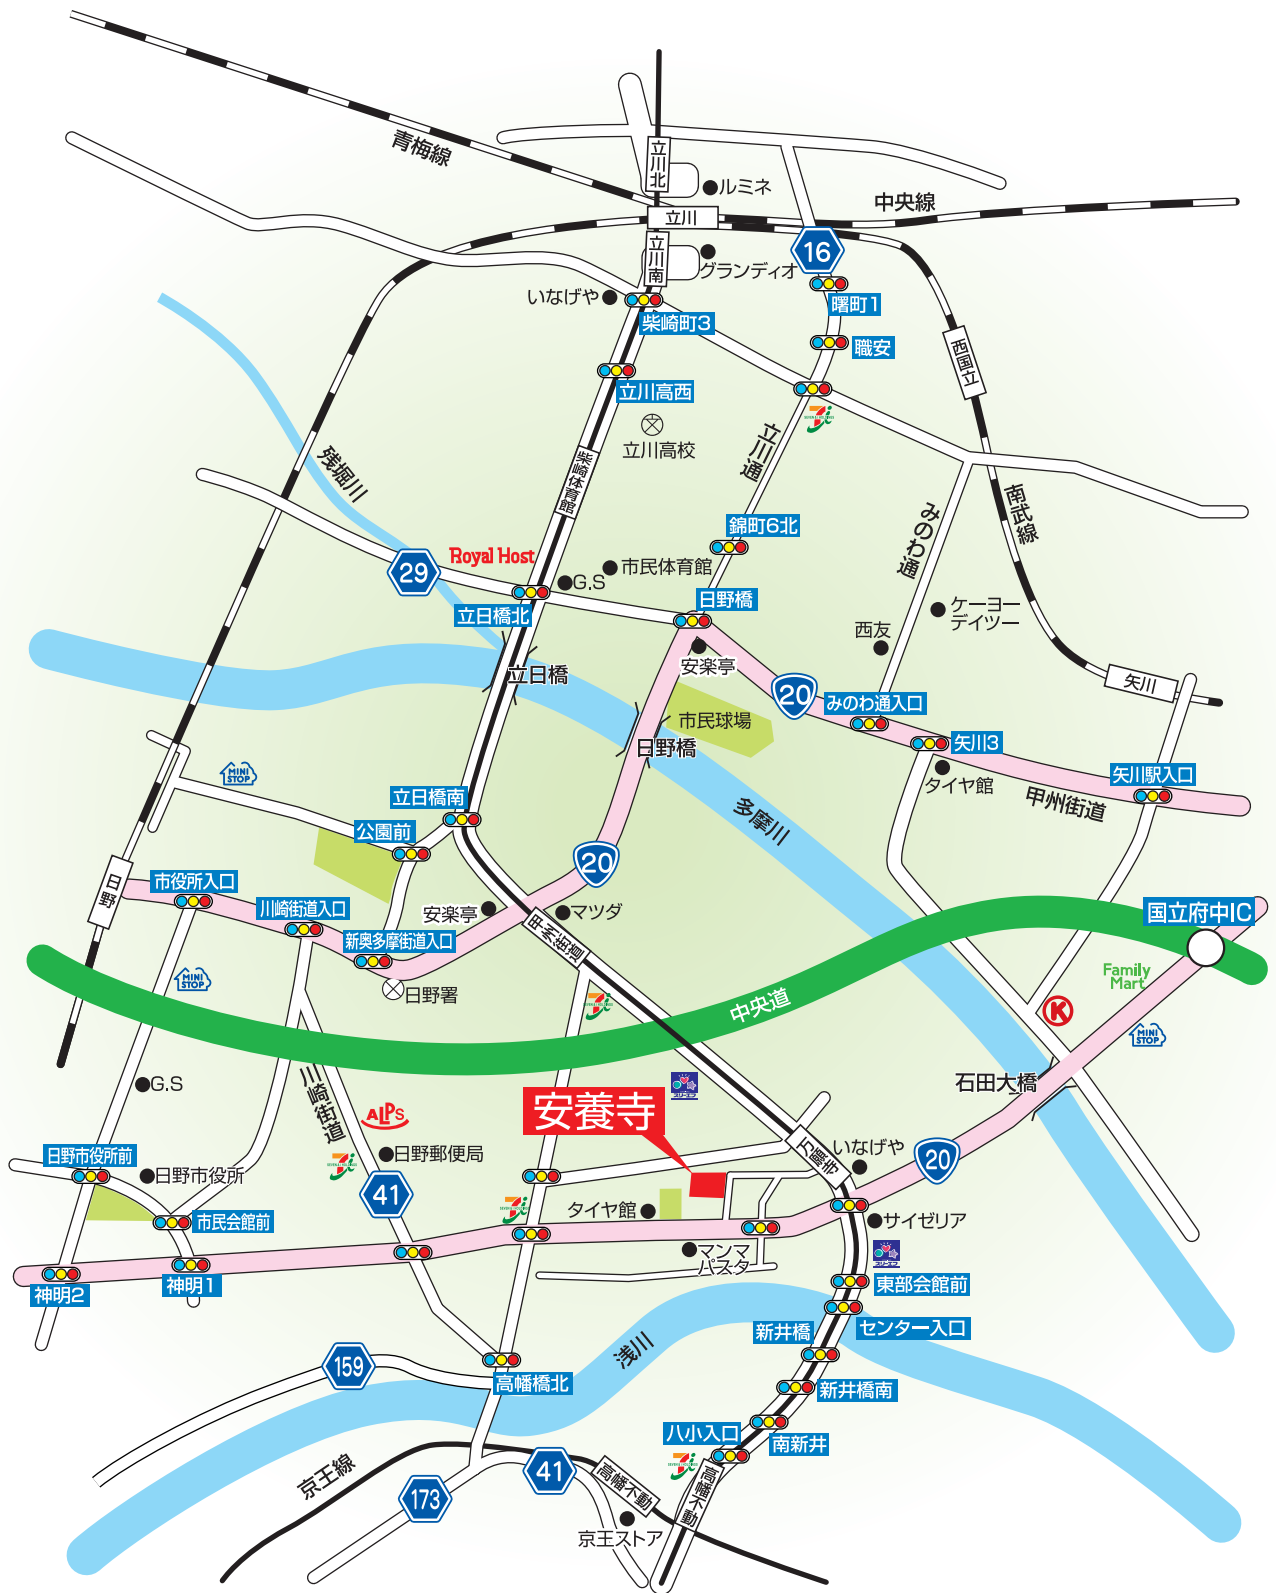 青梅線
立川北
ルミネ
中央線
立川
立川南
グランディオ
16
いなげや
曙町1
柴崎町3
職安
西国立
立川高西
立川高校
立川通
柴崎体育館
残堀川
南武線
みのわ通
錦町6北
Royal Host
29
G.S
市民体育館
立日橋北
日野橋
ケーヨー
デイツー
西友
安楽亭
立日橋
矢川
20
みのわ通入口
市民球場
日野橋
矢川3
MINI
STOP
タイヤ館
矢川駅入口
甲州街道
立日橋南
公園前
多摩川
20
日野
市役所入口
川崎街道入口
安楽亭
マツダ
国立府中IC
新奥多摩街道入口
甲州街道
日野署
MINI
STOP
Family
Mart
中央道
K
MINI
STOP
G.S
川崎街道
石田大橋
安養寺
ALPS
日野市役所前
日野郵便局
万願寺
いなげや
20
日野市役所
41
タイヤ館
サイゼリア
市民会館前
マンマ
パスタ
神明1
神明2
東部会館前
センター入口
新井橋
浅川
159
高幡橋北
新井橋南
八小入口
南新井
京王線
41
高幡不動
高幡不動
173
京王ストア